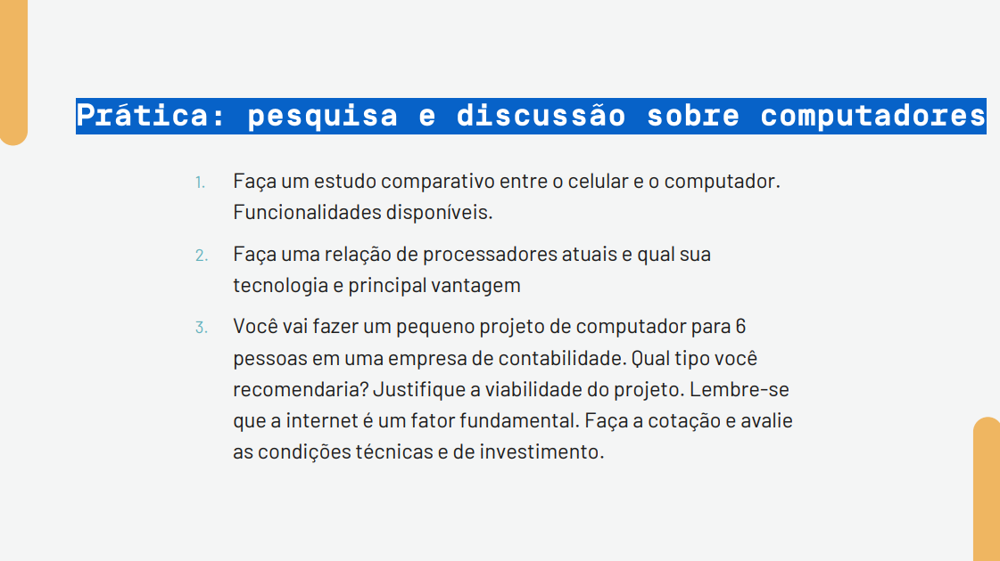 Prática: pesquisa e discussão sobre computadores
1. Faça um estudo comparativo entre o celular e o computador.
Funcionalidades disponíveis.
2. Faça uma relação de processadores atuais e qual sua
tecnologia e principal vantagem
3. Você vai fazer um pequeno projeto de computador para 6
pessoas em uma empresa de contabilidade. Qual tipo você
recomendaria? Justifique a viabilidade do projeto. Lembre-se
que a internet é um fator fundamental. Faça a cotação e avalie
as condições técnicas e de investimento.